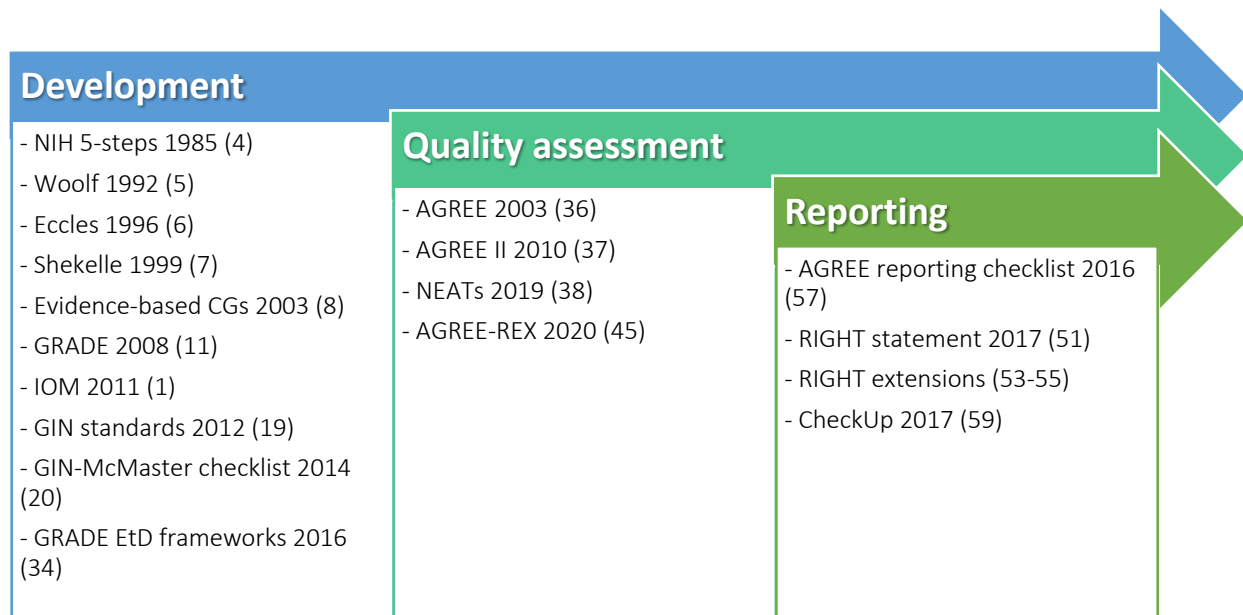 Development
- NIH 5-steps 1985 (4)
- Woolf 1992 (5)
- Eccles 1996 (6)
- Shekelle 1999 (7)
- Evidence-based CGs 2003 (8)
- GRADE 2008 (11)
- IOM 2011 (1)
- GIN standards 2012 (19)
- GIN-McMaster checklist 2014
(20)
- GRADE EtD frameworks 2016
(34)
Quality assessment
- AGREE 2003 (36)
- AGREE II 2010 (37)
- NEATs 2019 (38)
- AGREE-REX 2020 (45)
Reporting
- AGREE reporting checklist 2016
(57)
- RIGHT statement 2017 (51)
- RIGHT extensions (53-55)
- CheckUp 2017 (59)